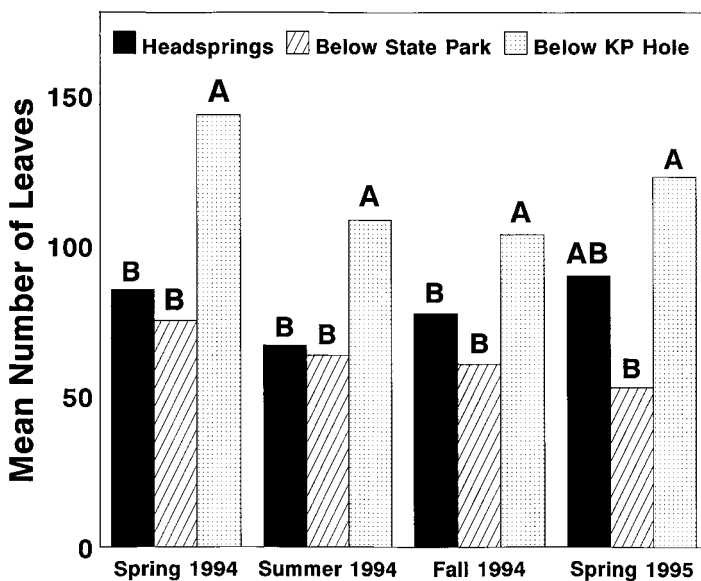 Headsprings Below State Park Below KP Hole
Mean Number of Leaves
150
100
50
0
B B A
B B A
B B A
AB B A
Spring 1994 Summer 1994 Fall 1994 Spring 1995